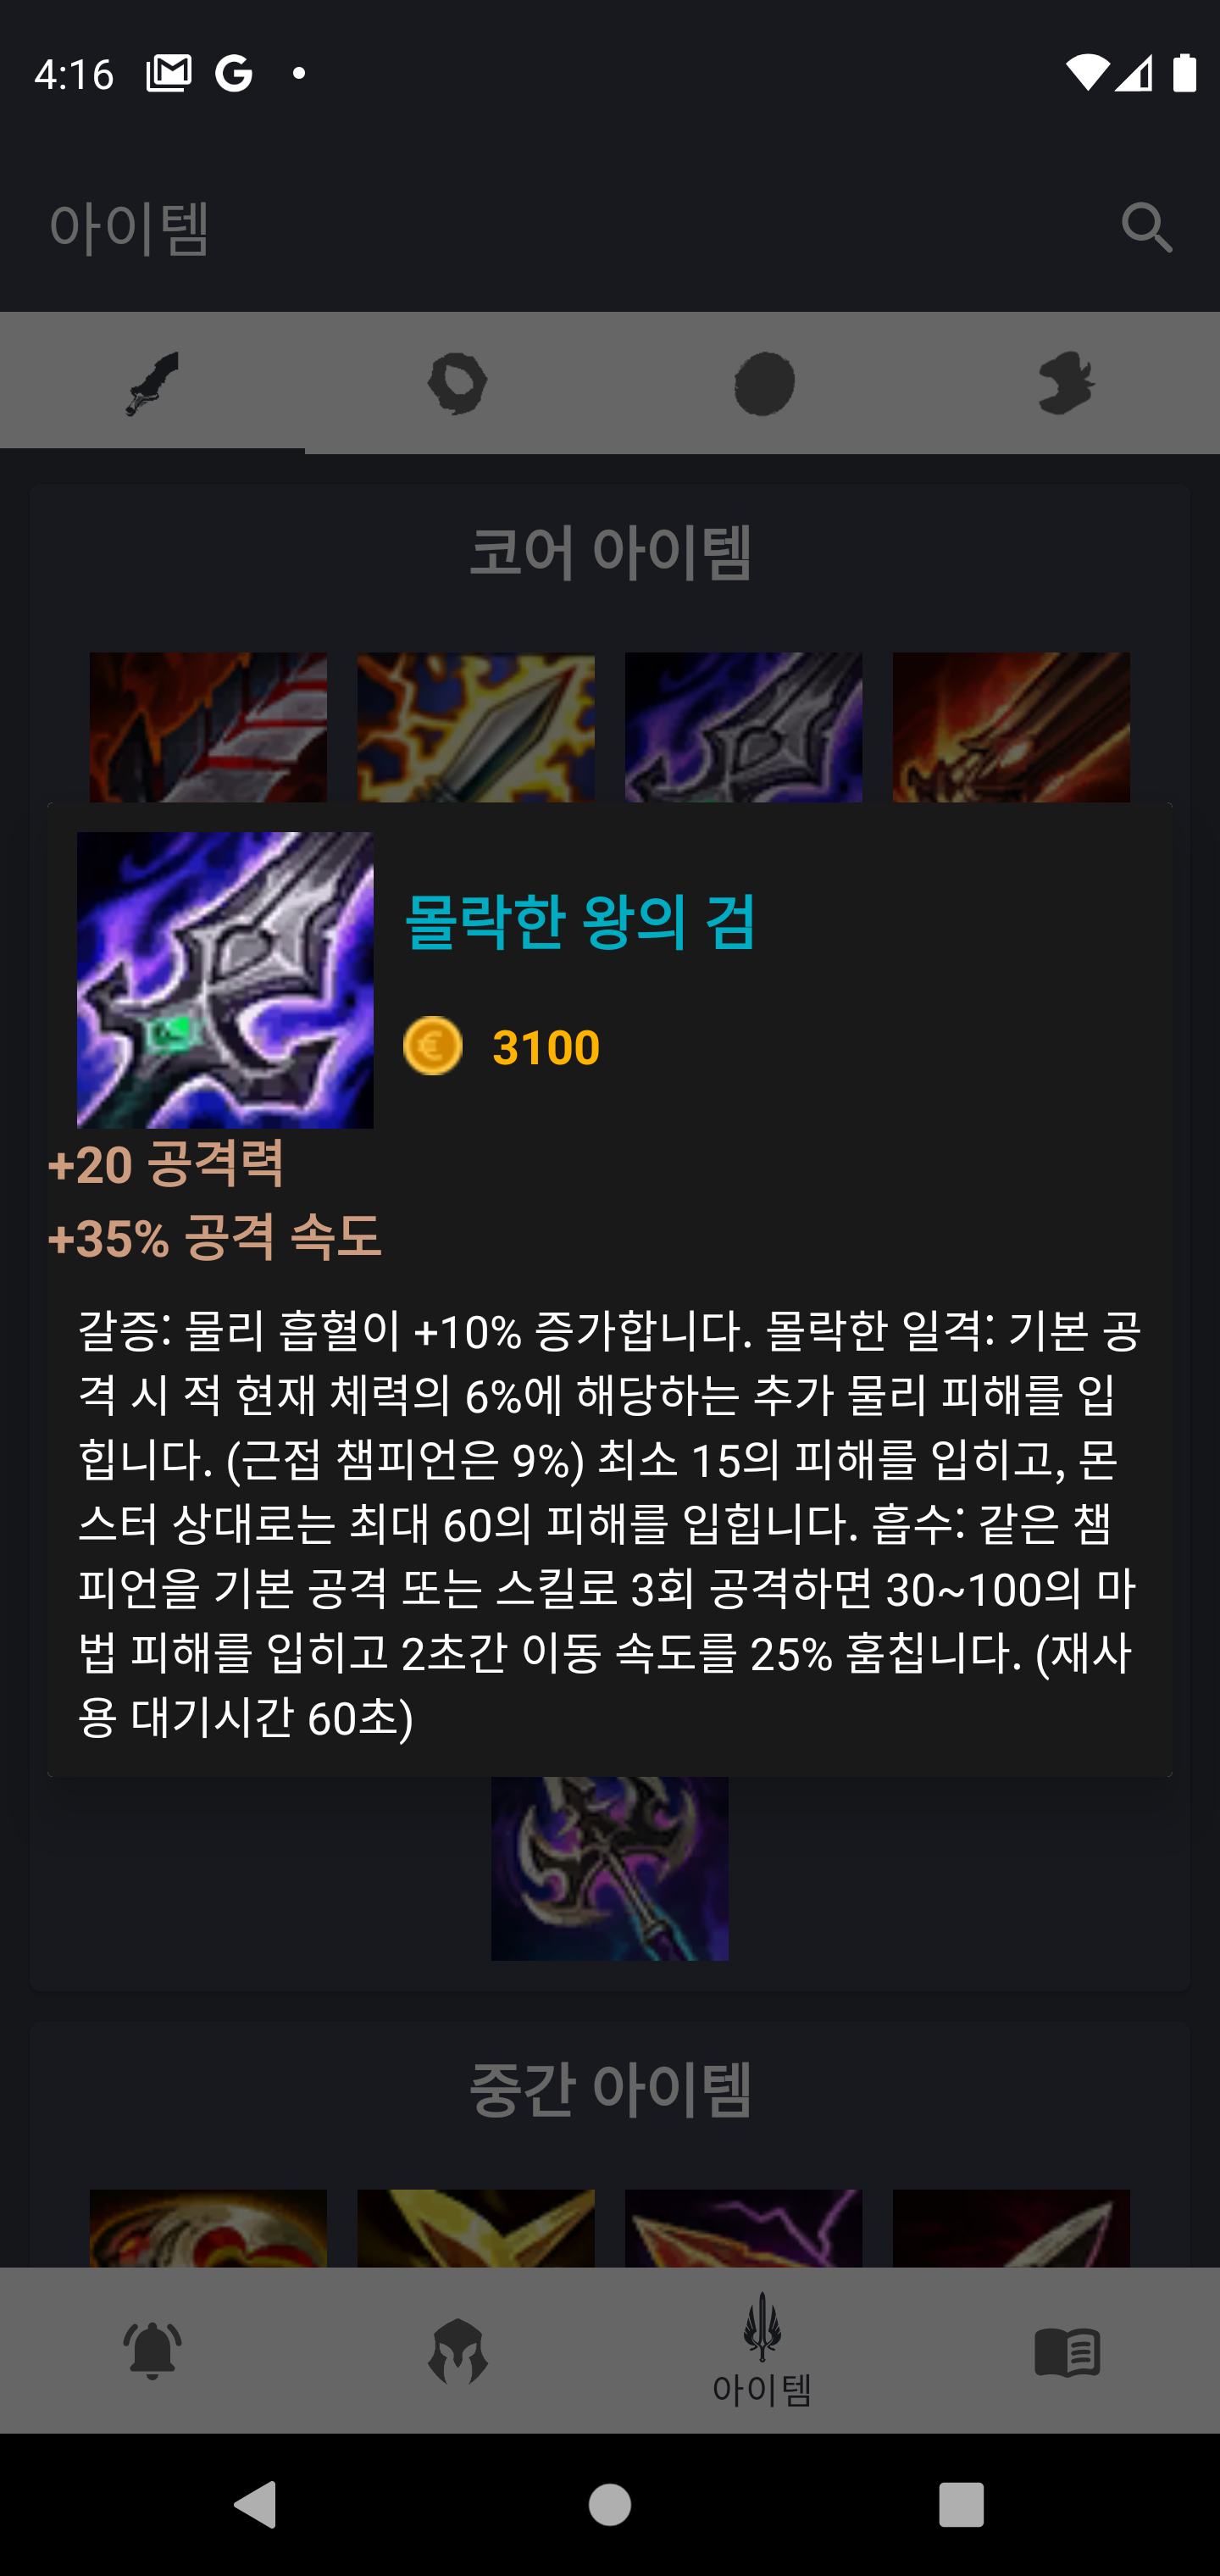 4:16
아이템
코어 아이템
몰락한 왕의 검
3100
+20 공격력
+35% 공격 속도
갈증: 물리 흡혈이 +10% 증가합니다. 몰락한 일격: 기본 공
격 시 적 현재 체력의 6%에 해당하는 추가 물리 피해를 입
힙니다. (근접 챔피언은 9%) 최소 15의 피해를 입히고, 몬
스터 상대로는 최대 60의 피해를 입힙니다. 흡수: 같은 챔
피언을 기본 공격 또는 스킬로 3회 공격하면 30~100의 마
법 피해를 입히고 2초간 이동 속도를 25% 훔칩니다. (재사
용 대기시간 60초)
중간 아이템
아이템